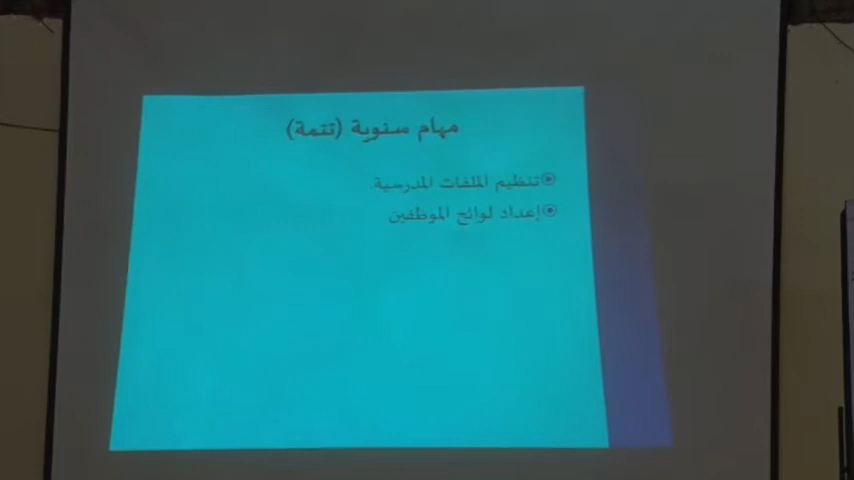 مهام سنوية (تتمة)
تنظيم الملفات المدرسية.
إعداد لوائح الموظفين